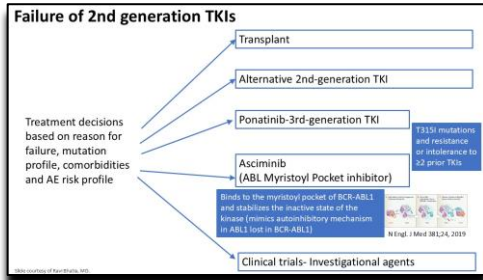 Failure of 2nd generation TKIs
Transplant
Alternative 2nd-generation TKI
Ponatinib-3rd-generation TKI
Treatment decisions
based on reason for
failure, mutation
profile, comorbidities
and AE risk profile
T315I mutations
and resistance
or intolerance to
≥2 prior TKIs
Asciminib
(ABL Myristoyl Pocket inhibitor)
Binds to the myristoyl pocket of BCR-ABL1
and stabilizes the inactive state of the
kinase (mimics autoinhibitory mechanism
in ABL1 lost in BCR-ABL1)
N Engl. J Med 381;24, 2019
Clinical trials- Investigational agents
Slide courtesy of Ravi Bhatia, MD.